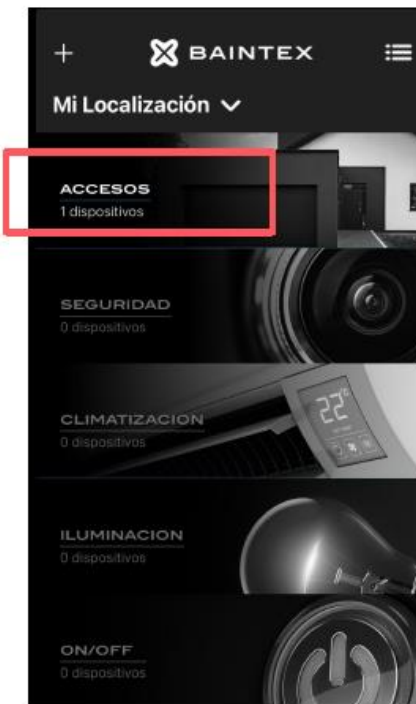 BAINTEX
Mi Localización
ACCESOS
1 dispositivos
SEGURIDAD
0 dispositivos
CLIMATIZACION
0 dispositivos
22°
ILUMINACION
0 dispositivos
ON/OFF
0 dispositivos